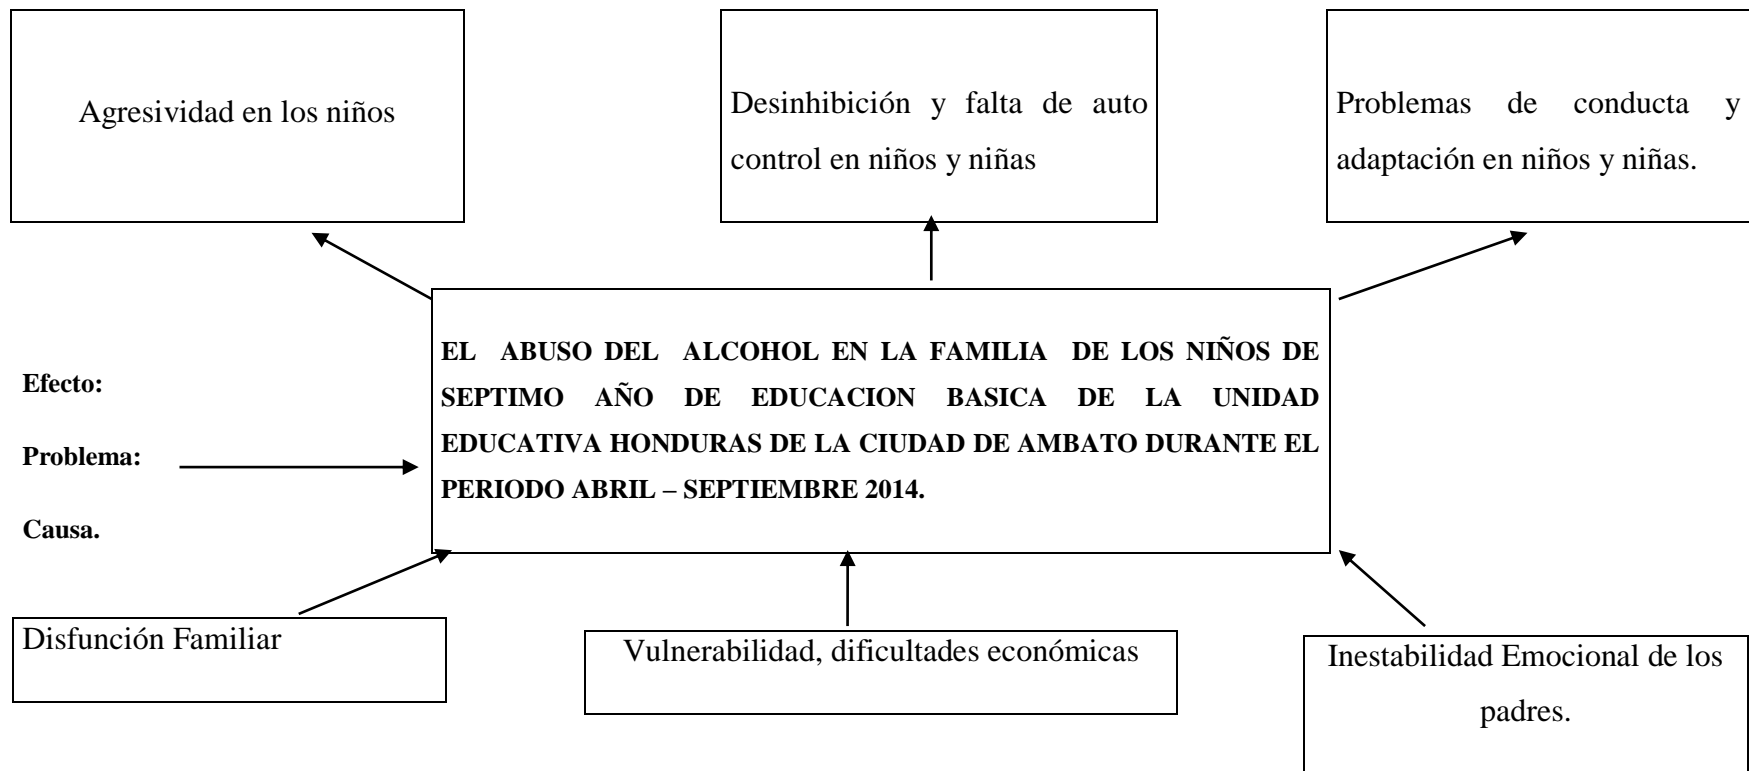 Agresividad en los niños
Desinhibición y falta de auto
control en niños y niñas
Problemas de conducta y
adaptación en niños y niñas.
Efecto:
Problema:
Causa.
EL ABUSO DEL ALCOHOL EN LA FAMILIA DE LOS NIÑOS DE
SEPTIMO AÑO DE EDUCACION BASICA DE LA UNIDAD
EDUCATIVA HONDURAS DE LA CIUDAD DE AMBATO DURANTE EL
PERIODO ABRIL – SEPTIEMBRE 2014.
Disfunción Familiar
Vulnerabilidad, dificultades económicas
Inestabilidad Emocional de los
padres.